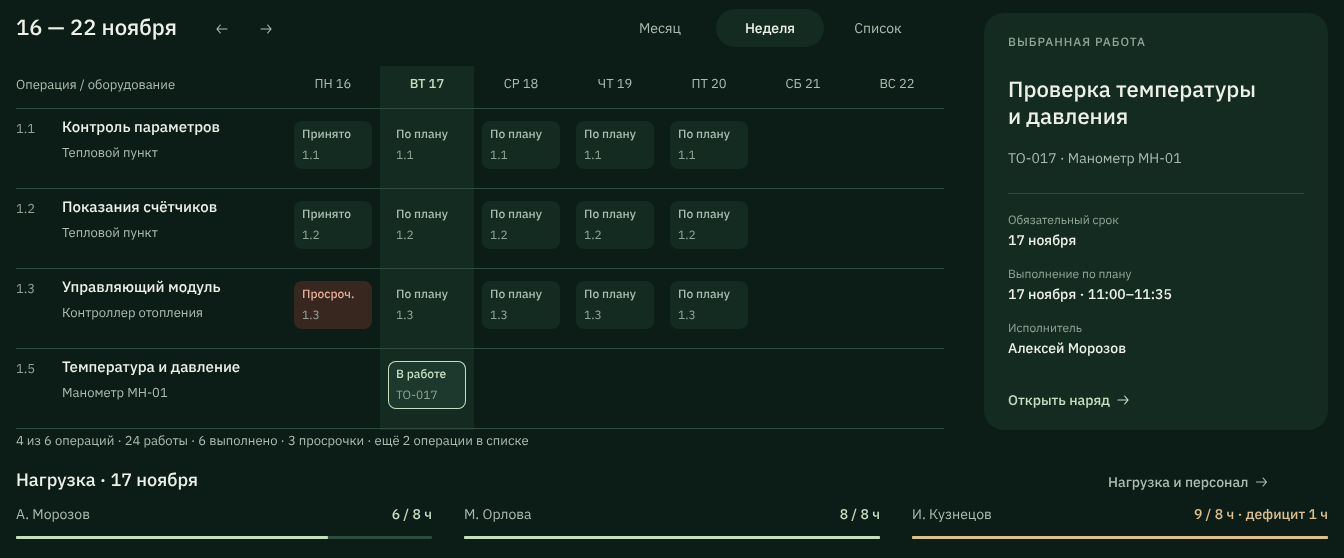 16 — 22 ноября ← →
Месяц Неделя Список
Операция / оборудование ПН 16 ВТ 17 СР 18 ЧТ 19 ПТ 20 СБ 21 ВС 22
1.1 Контроль параметров
Тепловой пункт
Принято По плану По плану По плану По плану
1.1 1.1 1.1 1.1 1.1
1.2 Показания счётчиков
Тепловой пункт
Принято По плану По плану По плану По плану
1.2 1.2 1.2 1.2 1.2
1.3 Управляющий модуль
Контроллер отопления
Просроч. По плану По плану По плану По плану
1.3 1.3 1.3 1.3 1.3
1.5 Температура и давление
Манометр МН-01
В работе
ТО-017
4 из 6 операций · 24 работы · 6 выполнено · 3 просрочки · ещё 2 операции в списке
ВЫБРАННАЯ РАБОТА
Проверка температуры
и давления
ТО-017 · Манометр МН-01
Обязательный срок
17 ноября
Выполнение по плану
17 ноября · 11:00–11:35
Исполнитель
Алексей Морозов
Открыть наряд →
Нагрузка · 17 ноября
Нагрузка и персонал →
А. Морозов 6 / 8 ч
М. Орлова 8 / 8 ч
И. Кузнецов 9 / 8 ч · дефицит 1 ч